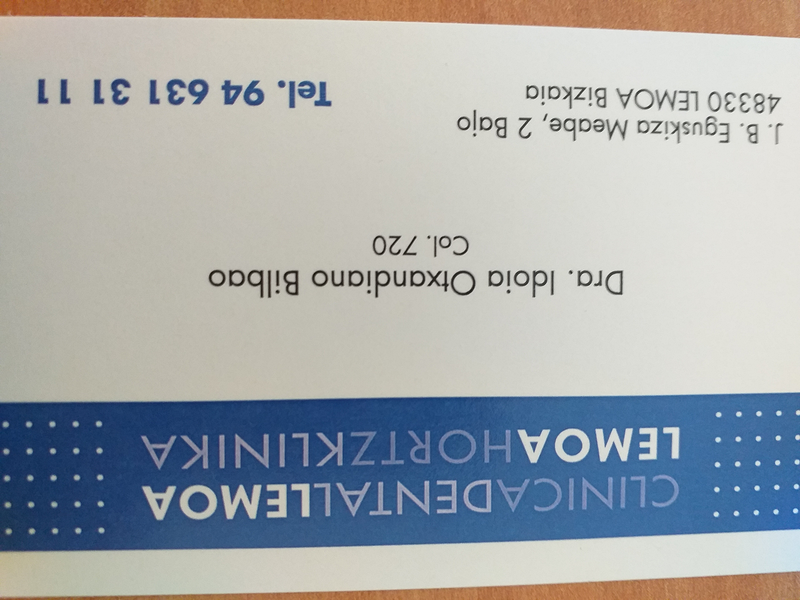 CLINICADENTALLEMOA
LEMOAHORTZKLINIKA
Dra. Idoia Otxandiano Bilbao
Col. 720
J. B. Eguskiza Meabe, 2 Bajo
48330 LEMOA Bizkaia
Tel. 94 631 31 11